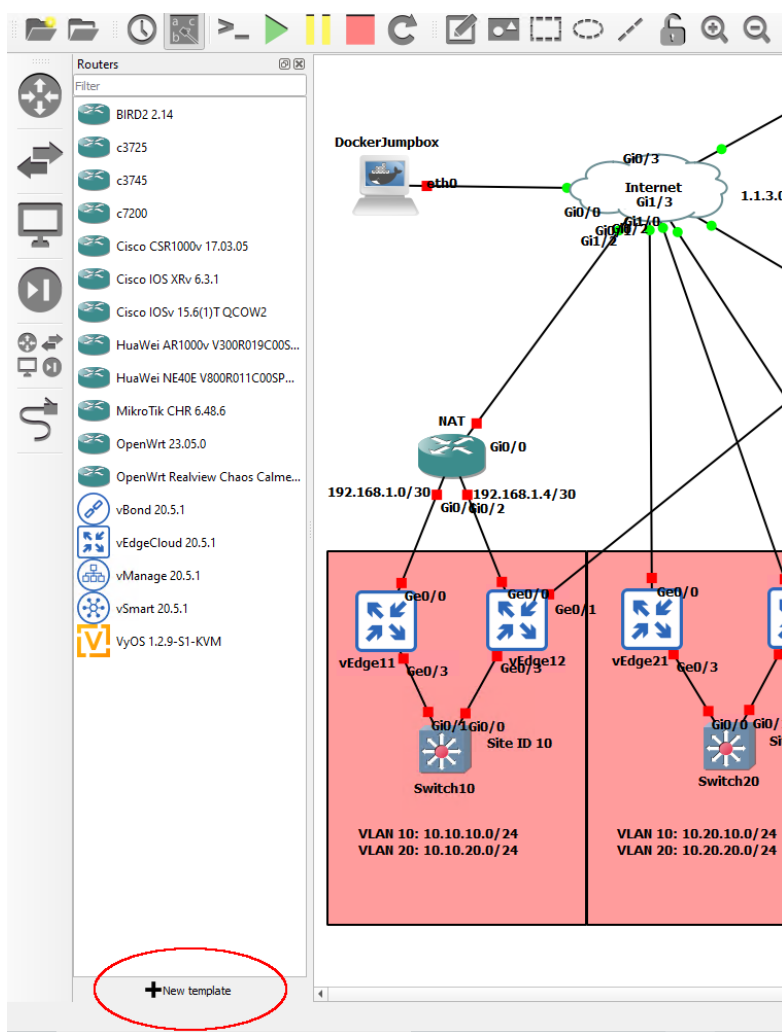 Routers
Filter
BIRD2 2.14
c3725
c3745
c7200
Cisco CSR1000v 17.03.05
Cisco IOS XRv 6.3.1
Cisco IOSv 15.6(1)T QCOW2
HuaWei AR1000v V300R019C00S...
HuaWei NE40E V800R011C00SP...
MikroTik CHR 6.48.6
OpenWrt 23.05.0
OpenWrt Realview Chaos Calme...
vBond 20.5.1
vEdgeCloud 20.5.1
vManage 20.5.1
vSmart 20.5.1
VyOS 1.2.9-S1-KVM
New template
DockerJumpbox
eth0
Gi0/3
Internet
Gi1/3
1.1.3.0
Gi0/0
Gi1/0
Gi1/2
NAT
Gi0/0
192.168.1.0/30
192.168.1.4/30
Gi0/2
Ge0/0
Ge0/0
Ge0/1
Ge0/0
vEdge11
Ge0/3
vEdge12
Ge0/3
vEdge21
Ge0/3
Gi0/1
Gi0/0
Site ID 10
Gi0/0
Gi0/
Si
Switch10
Switch20
VLAN 10: 10.10.10.0/24
VLAN 20: 10.10.20.0/24
VLAN 10: 10.20.10.0/24
VLAN 20: 10.20.20.0/24